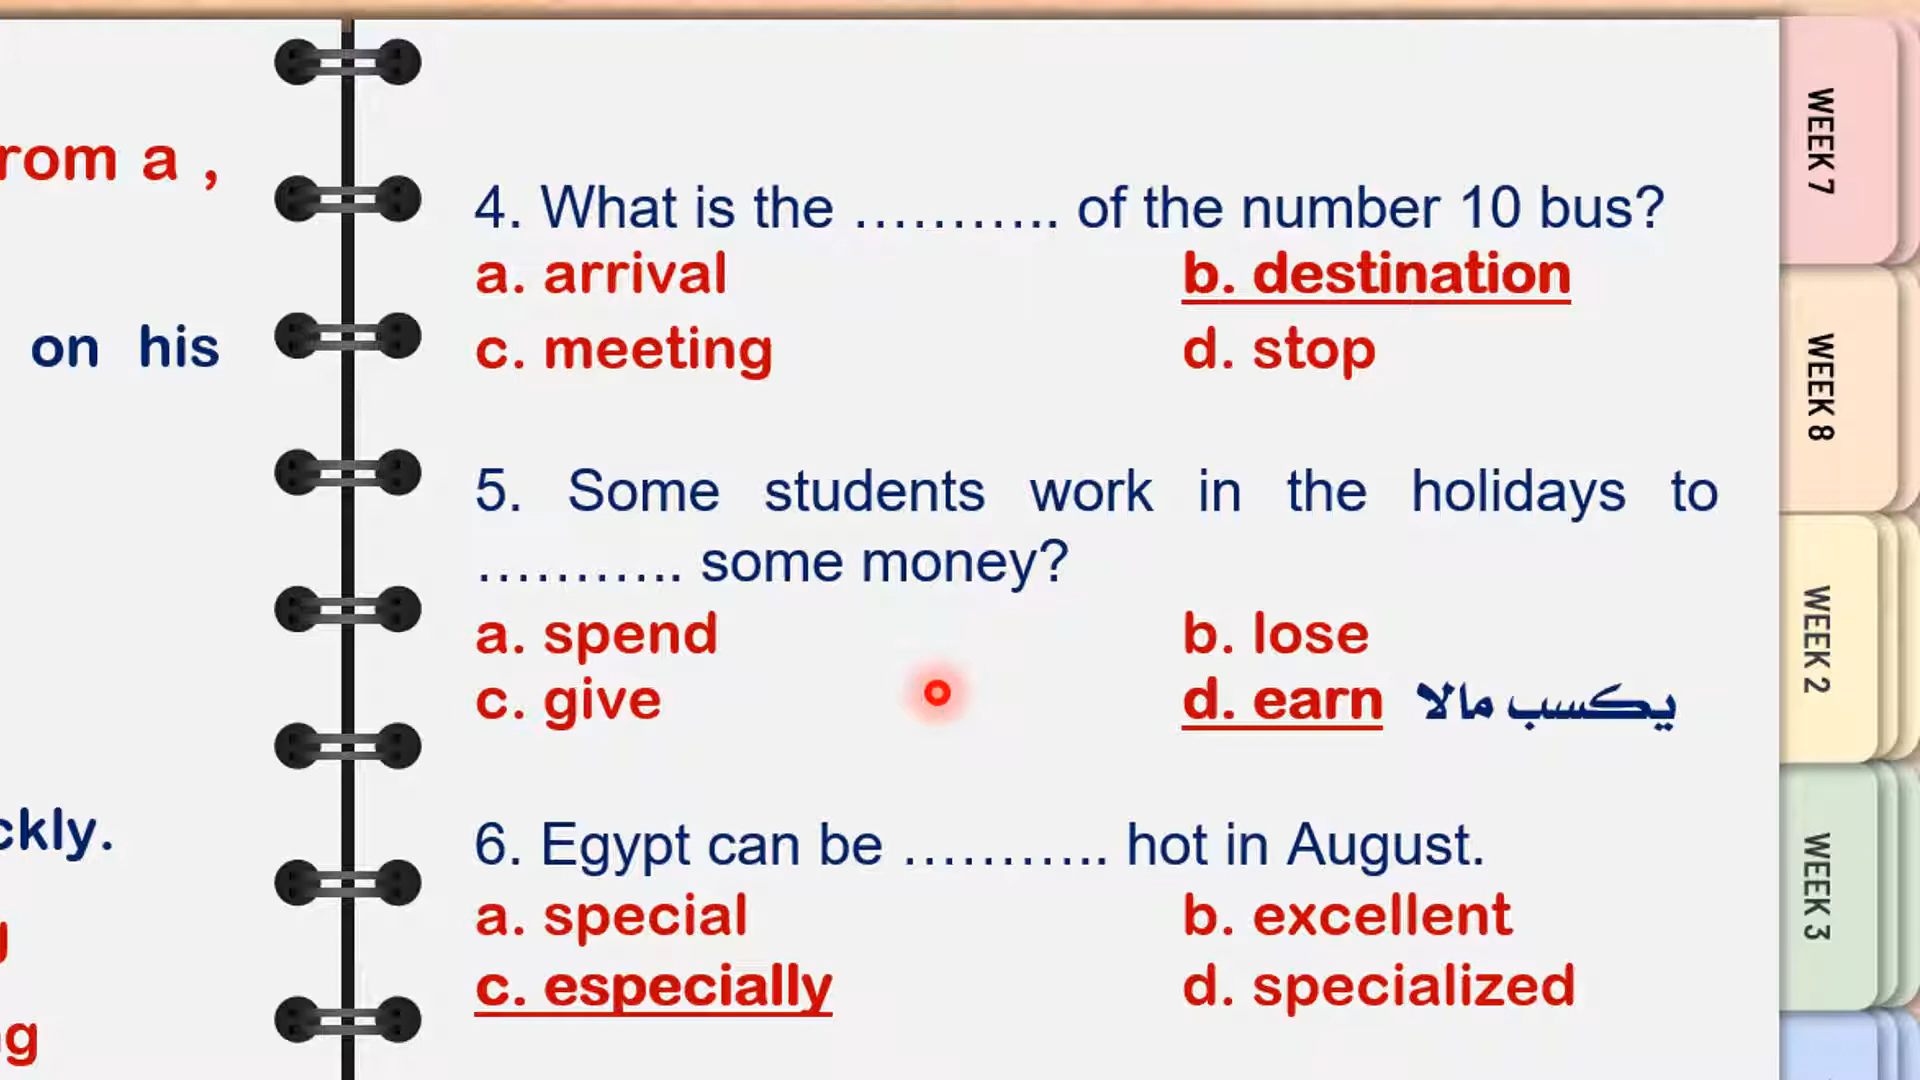 rom a ,
on his
ckly.
g
4. What is the ……….. of the number 10 bus?
a. arrival b. destination
c. meeting d. stop
5. Some students work in the holidays to
……….. some money?
a. spend b. lose
c. give d. earn يكسب مالا
6. Egypt can be ……….. hot in August.
a. special b. excellent
c. especially d. specialized
WEEK 7
WEEK 8
WEEK 2
WEEK 3